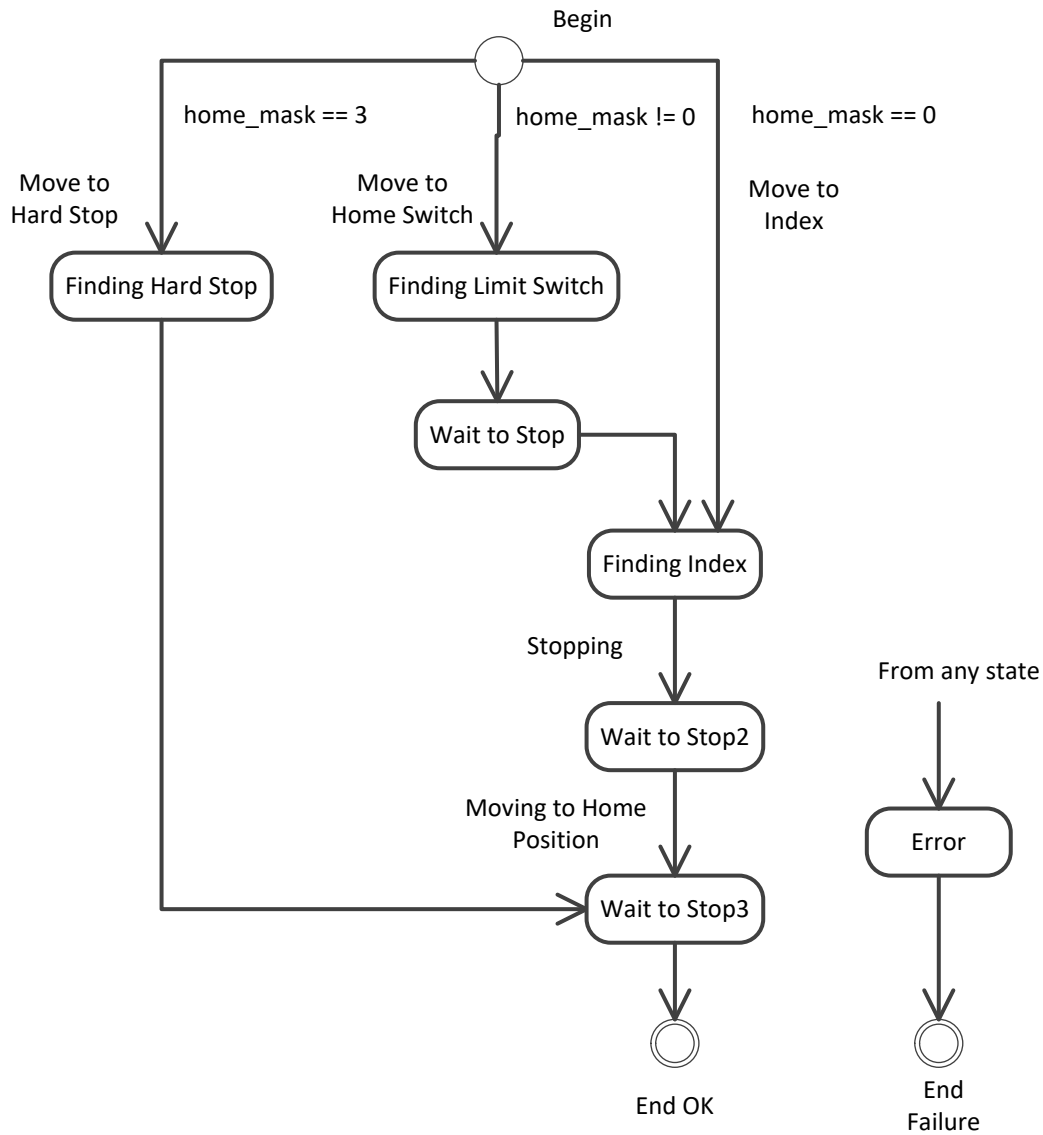 Begin
home_mask == 3
home_mask != 0
home_mask == 0
Move to
Hard Stop
Move to
Home Switch
Move to
Index
Finding Hard Stop
Finding Limit Switch
Wait to Stop
Finding Index
Stopping
From any state
Wait to Stop2
Moving to Home
Position
Error
Wait to Stop3
End OK
End
Failure